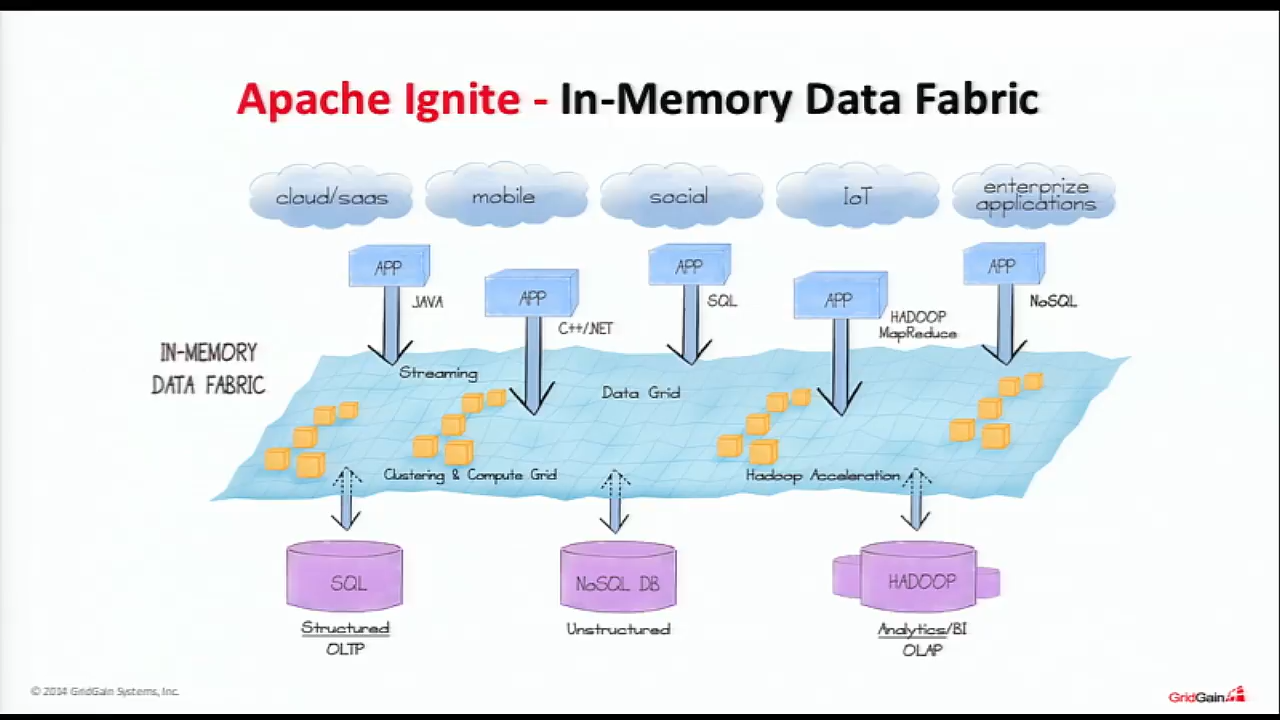 Apache Ignite - In-Memory Data Fabric
cloud/saas
mobile
social
IoT
enterprize
applications
APP
JAVA
APP
C++/.NET
APP
SQL
APP
HADOOP
MapReduce
APP
NoSQL
IN-MEMORY
DATA FABRIC
Streaming
Data Grid
Clustering & Compute Grid
Hadoop Acceleration
SQL
NoSQL DB
HADOOP
Structured
OLTP
Unstructured
Analytics/BI
OLAP
© 2014 GridGain Systems, Inc.
GridGain